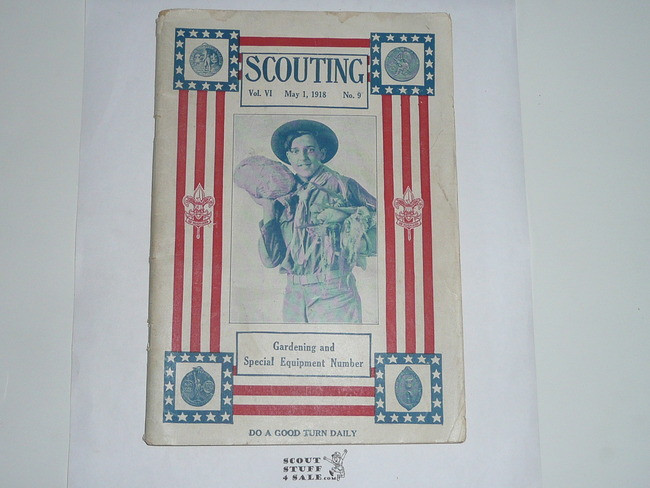 SCOUTING
Vol. VI May 1, 1918 No. 9
Gardening and
Special Equipment Number
DO A GOOD TURN DAILY
SCOUT
STUFF
4 SALE.com